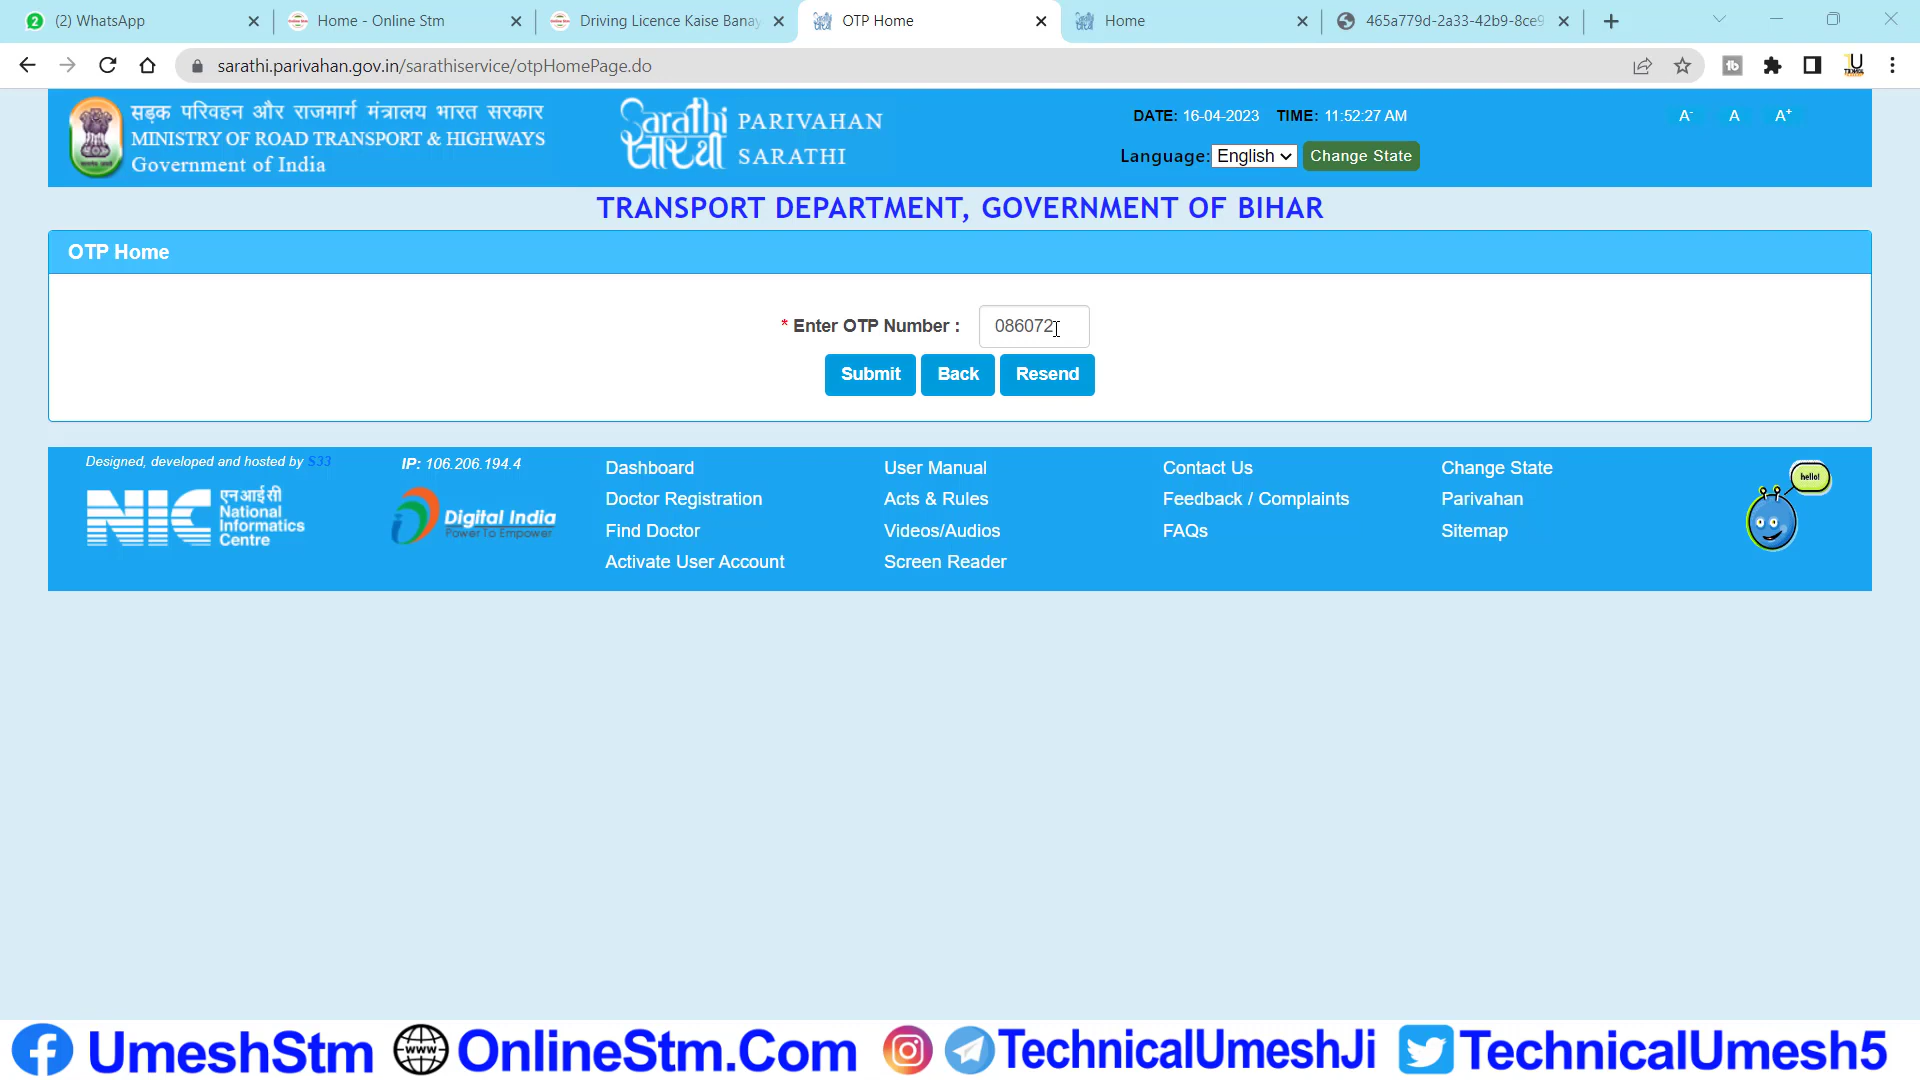 (2) WhatsApp
Home - Online Stm
Driving Licence Kaise Banay
OTP Home
Home
465a779d-2a33-42b9-8ce9
sarathi.parivahan.gov.in/sarathiservice/otpHomePage.do
सड़क परिवहन और राजमार्ग मंत्रालय भारत सरकार
MINISTRY OF ROAD TRANSPORT & HIGHWAYS
Government of India
Sarathi
सारथी
PARIVAHAN
SARATHI
DATE: 16-04-2023 TIME: 11:52:27 AM
Language: English Change State
A- A A+
TRANSPORT DEPARTMENT, GOVERNMENT OF BIHAR
OTP Home
* Enter OTP Number : 086072
Submit Back Resend
Designed, developed and hosted by S33
NIC
एनआईसी
National
Informatics
Centre
IP: 106.206.194.4
Digital India
Power To Empower
Dashboard
Doctor Registration
Find Doctor
Activate User Account
User Manual
Acts & Rules
Videos/Audios
Screen Reader
Contact Us
Feedback / Complaints
FAQs
Change State
Parivahan
Sitemap
hello!
UmeshStm www OnlineStm.Com TechnicalUmeshJi TechnicalUmesh5